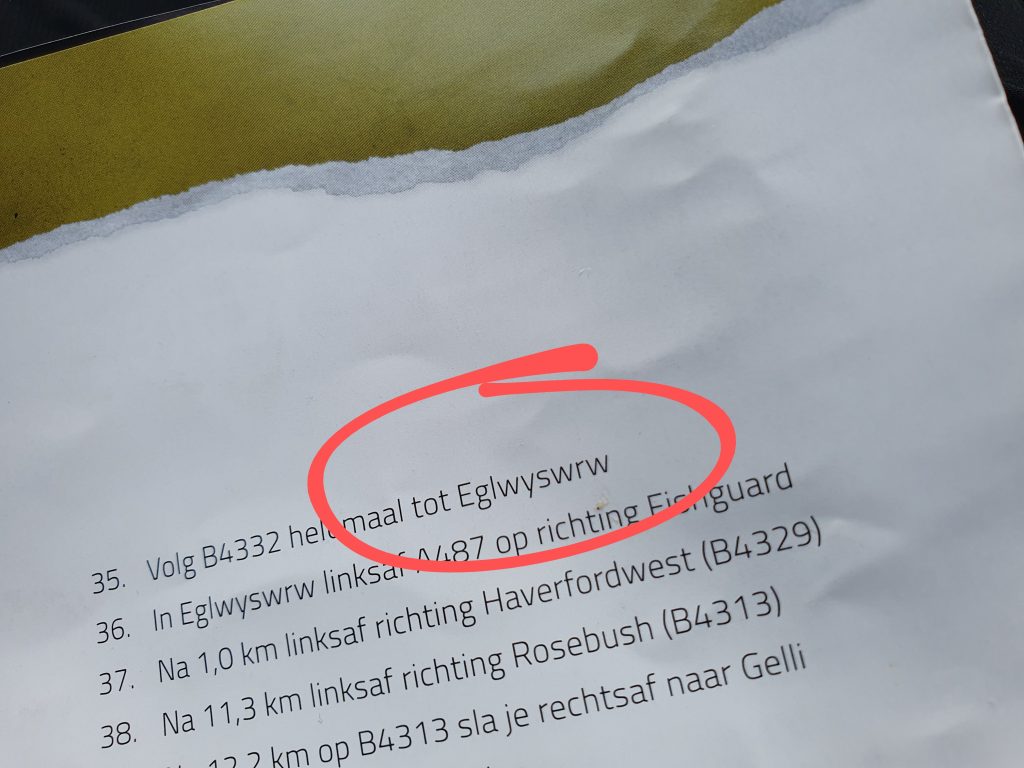 35. Volg B4332 helemaal tot Eglwyswrw
36. In Eglwyswrw linksaf A487 op richting Fishguard
37. Na 1,0 km linksaf richting Haverfordwest (B4329)
38. Na 11,3 km linksaf richting Rosebush (B4313)
km op B4313 sla je rechtsaf naar Gelli